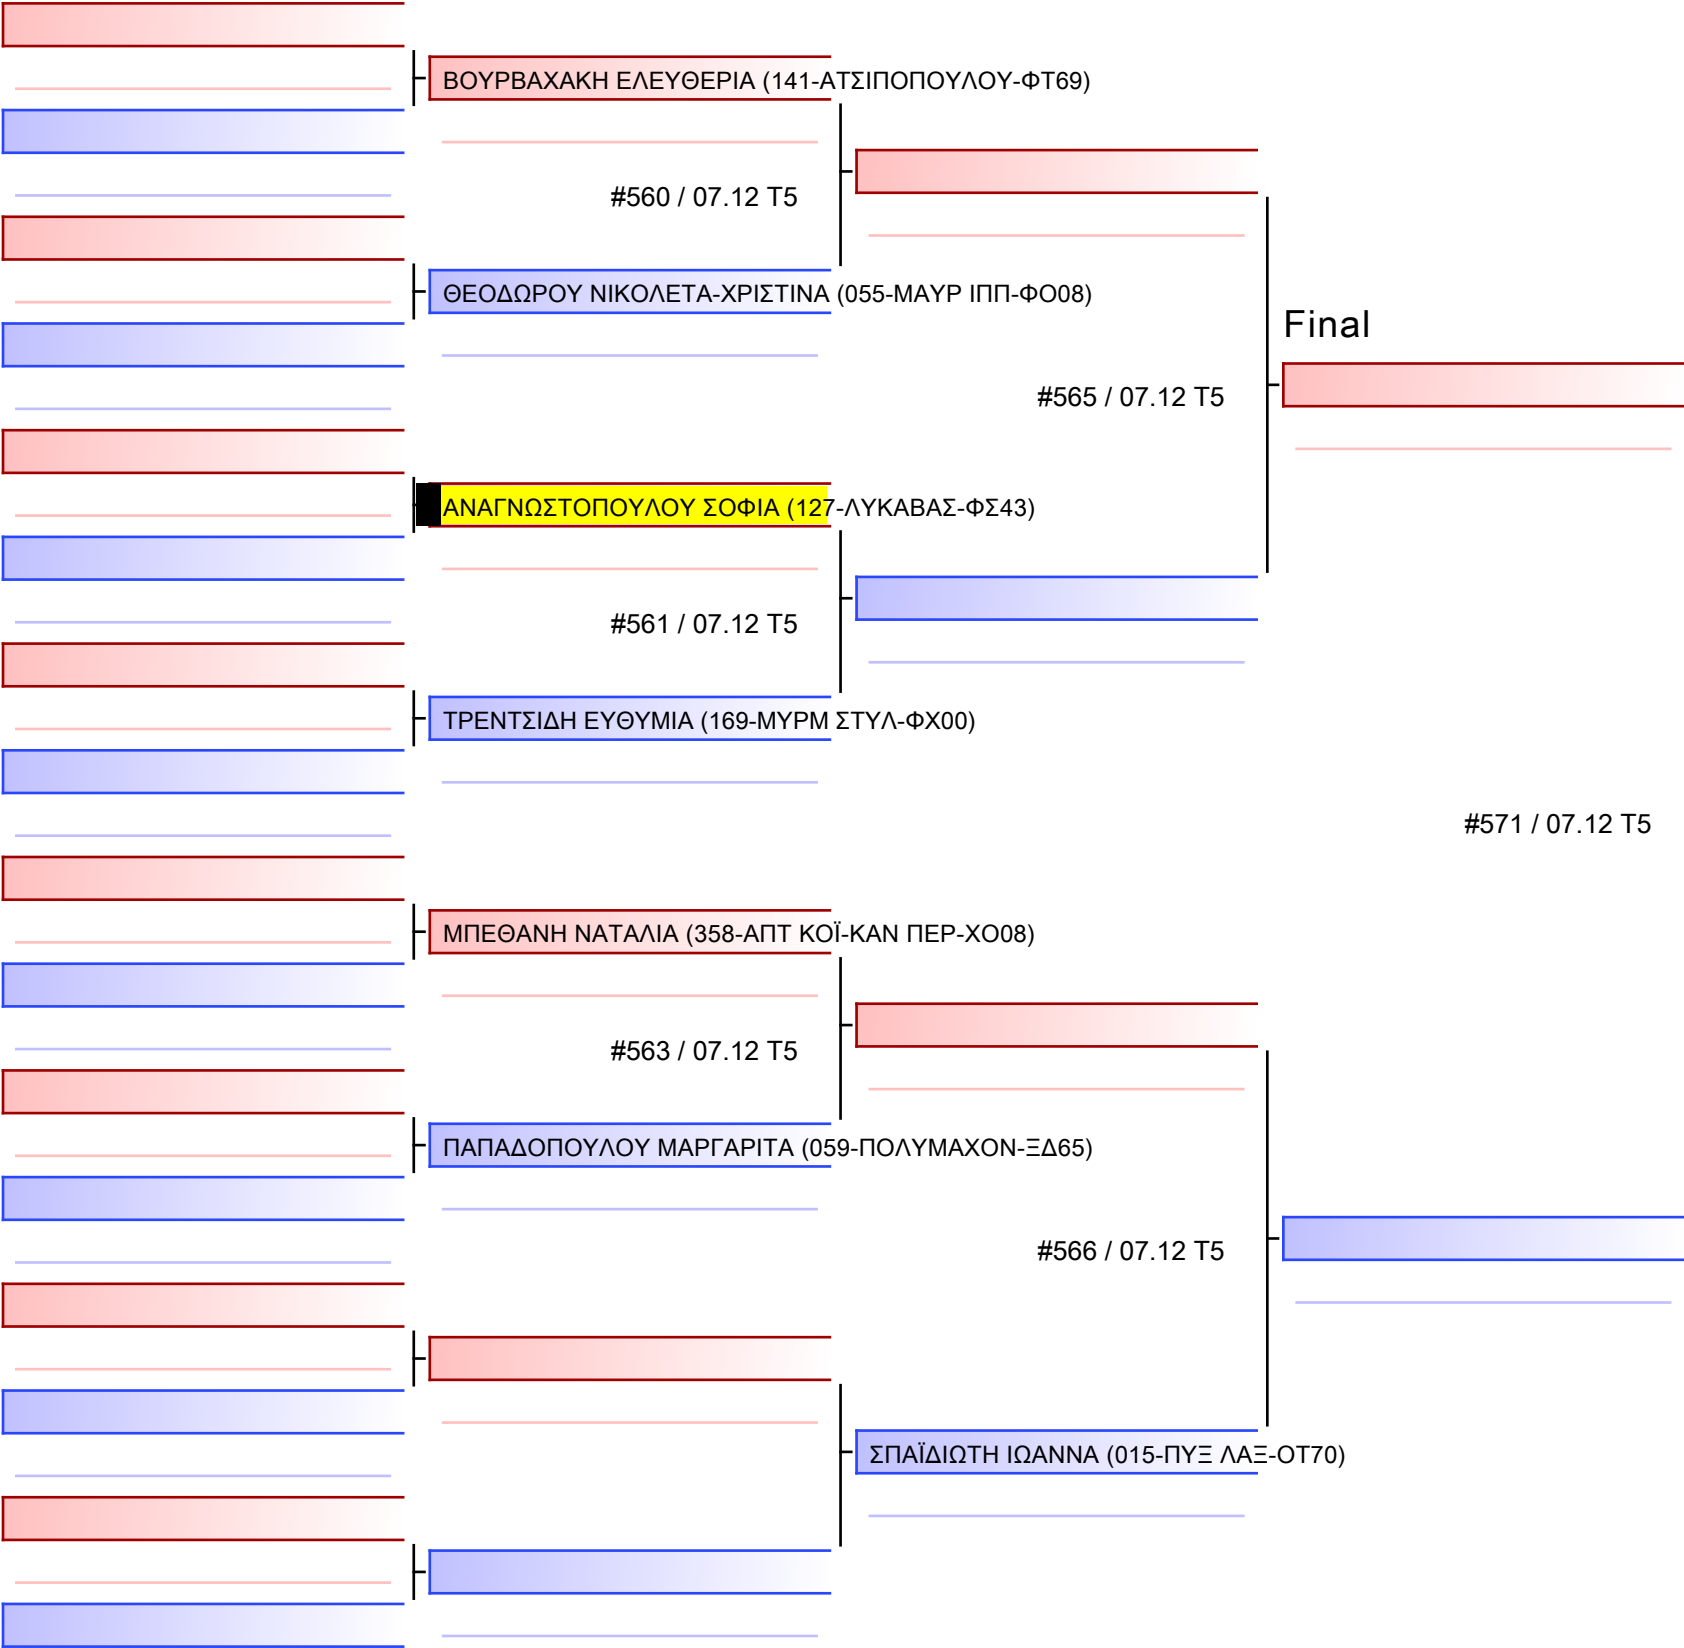 ΒΟΥΡΒΑΧΑΚΗ ΕΛΕΥΘΕΡΙΑ (141-ΑΤΣΙΠΟΠΟΥΛΟΥ-ΦΤ69)
#560 / 07.12 T5
ΘΕΟΔΩΡΟΥ ΝΙΚΟΛΕΤΑ-ΧΡΙΣΤΙΝΑ (055-ΜΑΥΡ ΙΠΠ-ΦΟ08)
Final
#565 / 07.12 T5
ΑΝΑΓΝΩΣΤΟΠΟΥΛΟΥ ΣΟΦΙΑ (127-ΛΥΚΑΒΑΣ-ΦΣ43)
#561 / 07.12 T5
ΤΡΕΝΤΣΙΔΗ ΕΥΘΥΜΙΑ (169-ΜΥΡΜ ΣΤΥΛ-ΦΧ00)
#571 / 07.12 T5
ΜΠΕΘΑΝΗ ΝΑΤΑΛΙΑ (358-ΑΠΤ ΚΟΪ-ΚΑΝ ΠΕΡ-ΧΟ08)
#563 / 07.12 T5
ΠΑΠΑΔΟΠΟΥΛΟΥ ΜΑΡΓΑΡΙΤΑ (059-ΠΟΛΥΜΑΧΟΝ-ΞΔ65)
#566 / 07.12 T5
ΣΠΑΪΔΙΩΤΗ ΙΩΑΝΝΑ (015-ΠΥΞ ΛΑΞ-ΟΤ70)